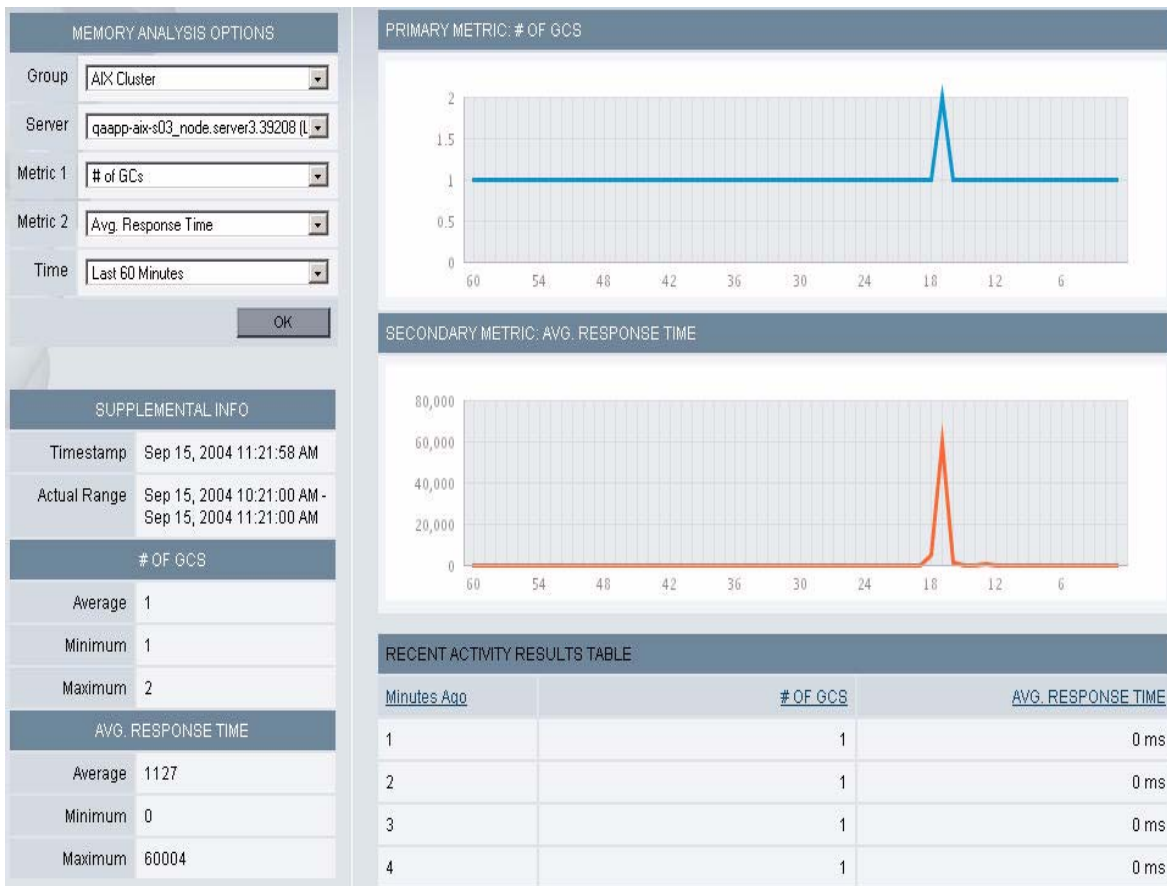 MEMORY ANALYSIS OPTIONS
Group AIX Cluster
Server qaapp-aix-s03_node.server3.39208 (L
Metric 1 # of GCs
Metric 2 Avg. Response Time
Time Last 60 Minutes
OK
SUPPLEMENTAL INFO
Timestamp Sep 15, 2004 11:21:58 AM
Actual Range Sep 15, 2004 10:21:00 AM -
Sep 15, 2004 11:21:00 AM
# OF GCS
Average 1
Minimum 1
Maximum 2
AVG. RESPONSE TIME
Average 1127
Minimum 0
Maximum 60004
PRIMARY METRIC: # OF GCS
2
1.5
1
0.5
0
60 54 48 42 36 30 24 18 12 6
SECONDARY METRIC: AVG. RESPONSE TIME
80,000
60,000
40,000
20,000
0
60 54 48 42 36 30 24 18 12 6
RECENT ACTIVITY RESULTS TABLE
Minutes Ago # OF GCS AVG. RESPONSE TIME
1 1 0 ms
2 1 0 ms
3 1 0 ms
4 1 0 ms